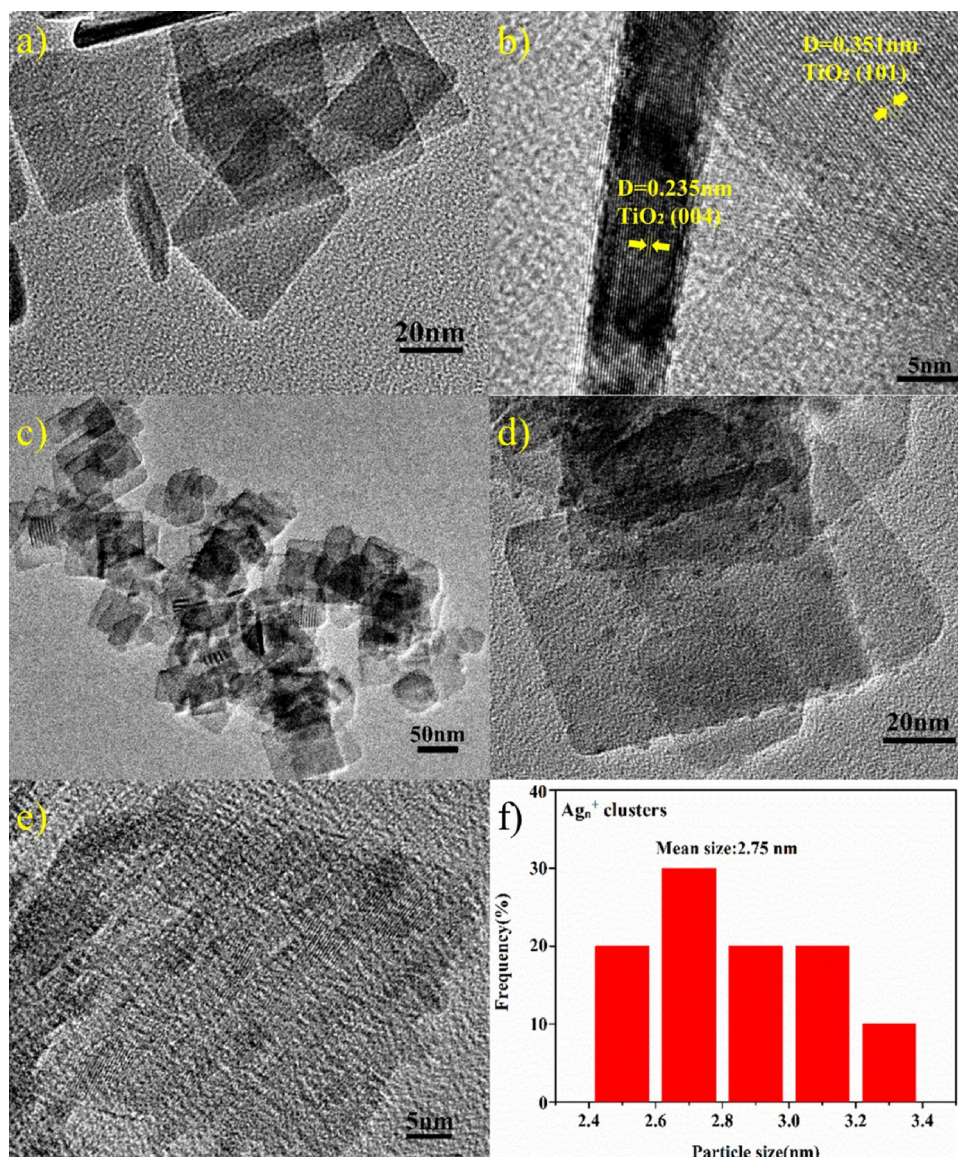 a)
20nm
b)
D=0.351nm
TiO₂ (101)
D=0.235nm
TiO₂ (004)
5nm
c)
50nm
d)
20nm
e)
5nm
f)
Agₙ⁺ clusters
Mean size:2.75 nm
Frequency(%)
40
30
20
10
0
2.4 2.6 2.8 3.0 3.2 3.4
Particle size(nm)